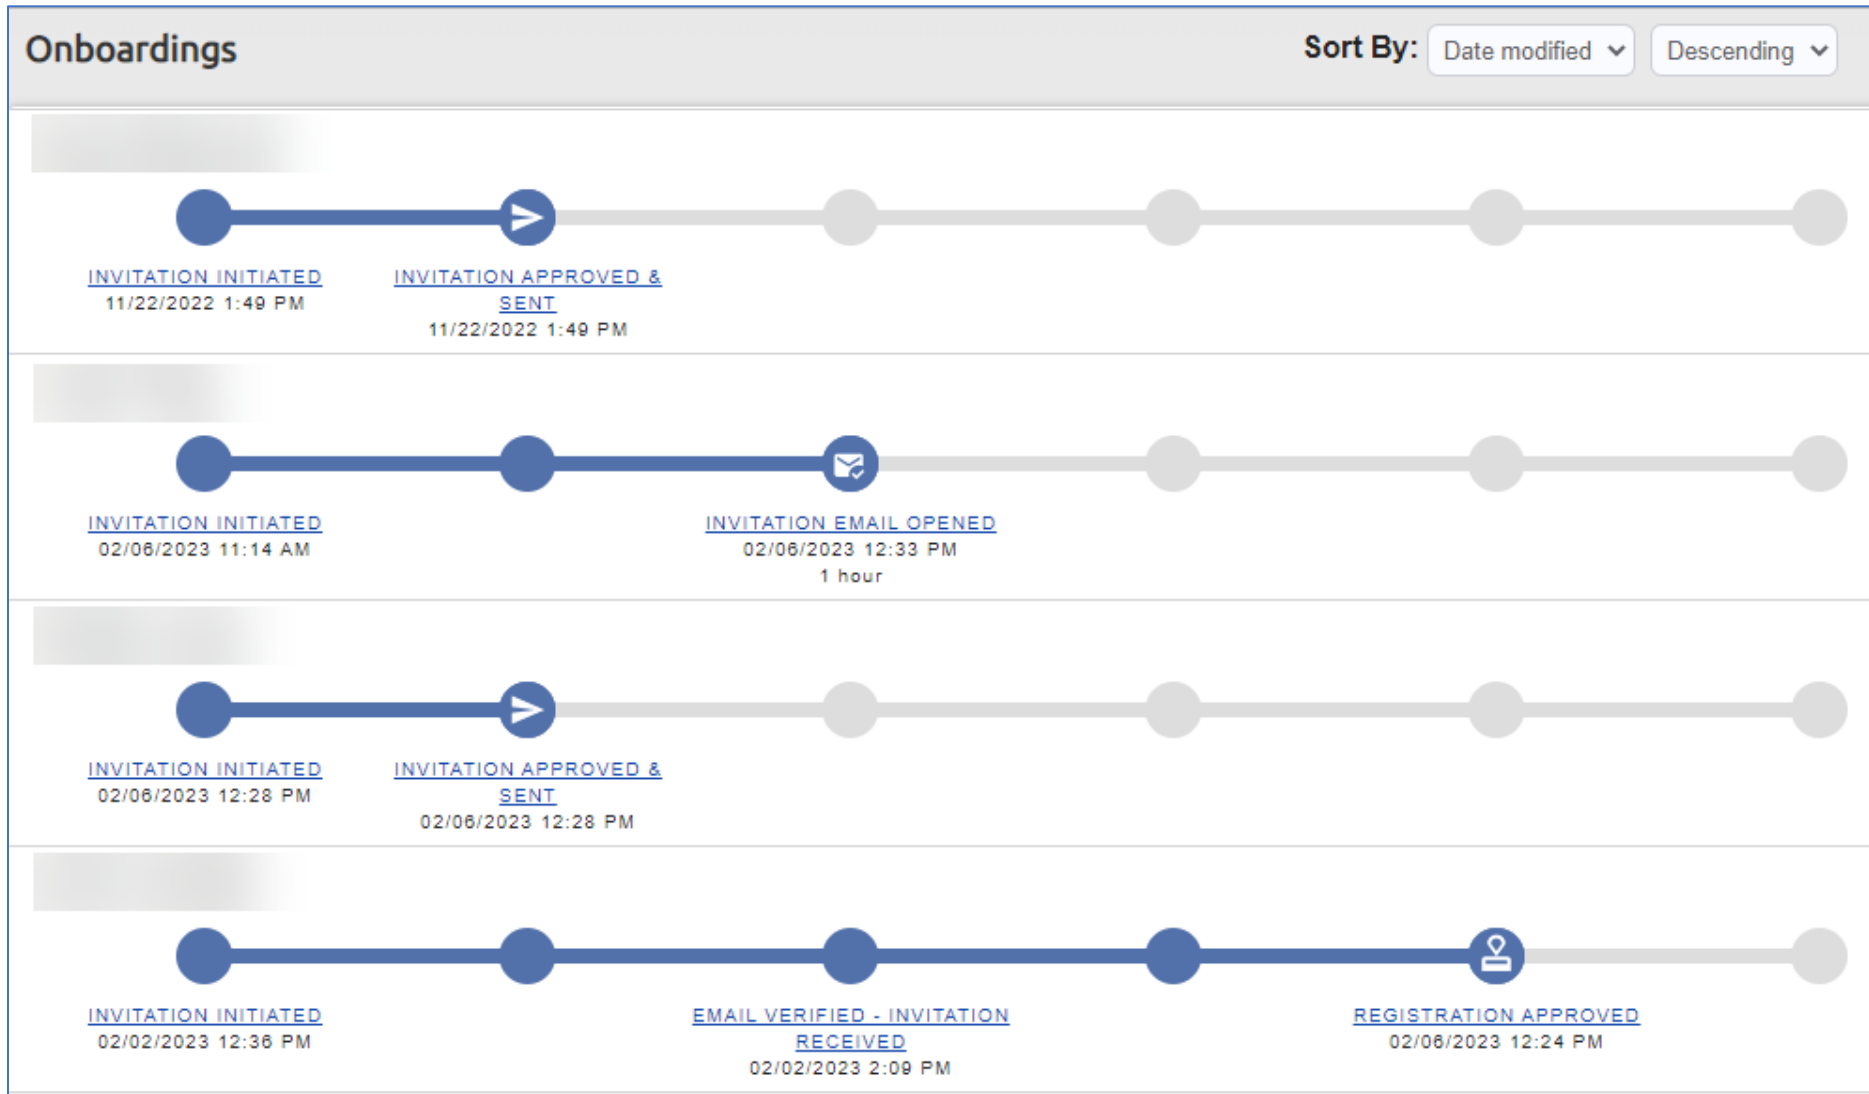 Onboardings
Sort By: Date modified Descending
INVITATION INITIATED
11/22/2022 1:49 PM
INVITATION APPROVED &
SENT
11/22/2022 1:49 PM
INVITATION INITIATED
02/06/2023 11:14 AM
INVITATION EMAIL OPENED
02/06/2023 12:33 PM
1 hour
INVITATION INITIATED
02/06/2023 12:28 PM
INVITATION APPROVED &
SENT
02/06/2023 12:28 PM
INVITATION INITIATED
02/02/2023 12:36 PM
EMAIL VERIFIED - INVITATION
RECEIVED
02/02/2023 2:09 PM
REGISTRATION APPROVED
02/06/2023 12:24 PM